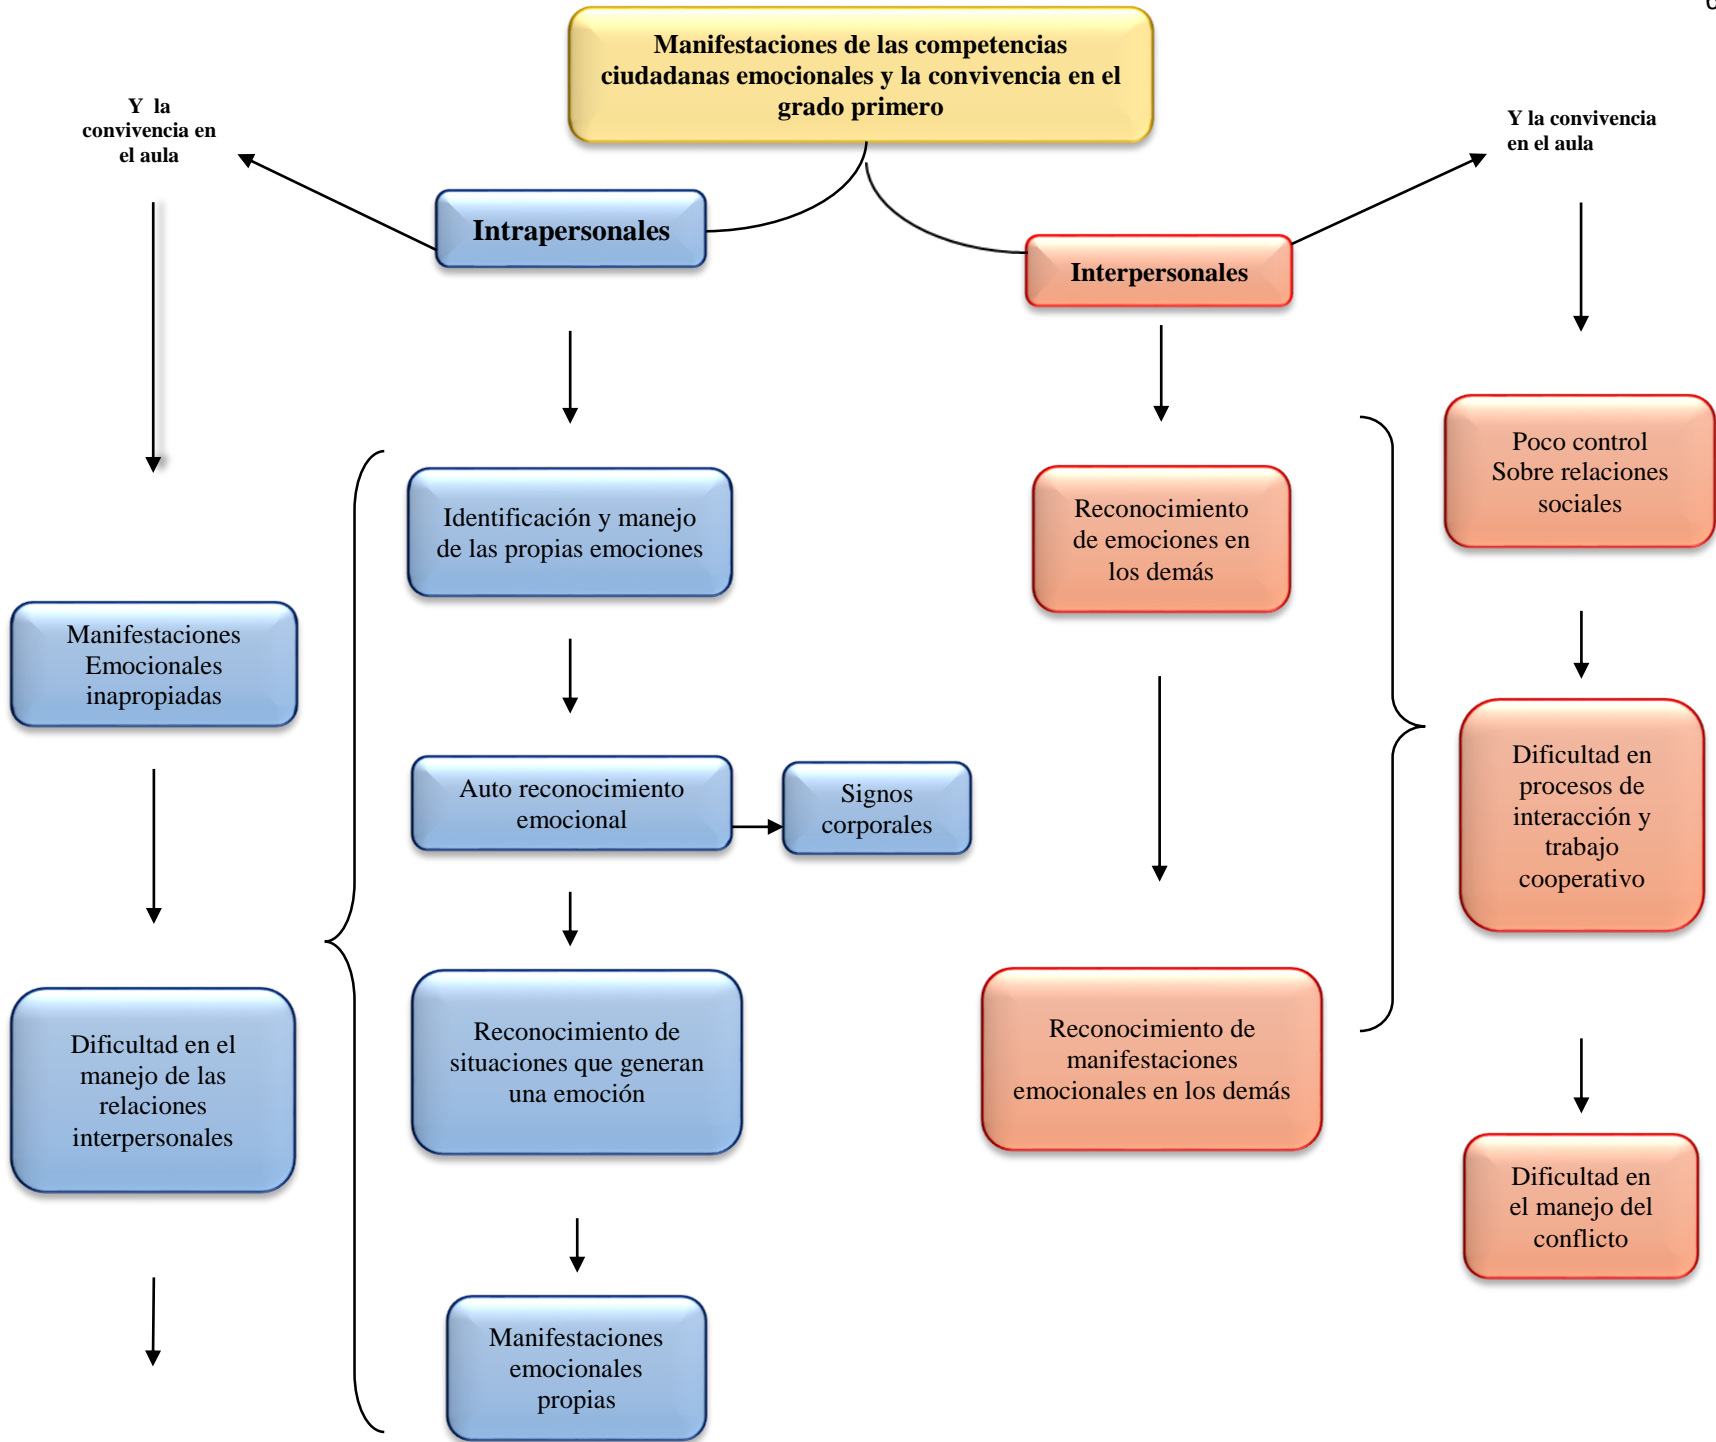 Manifestaciones de las competencias
ciudadanas emocionales y la convivencia en el
grado primero
Y la
convivencia en
el aula
Y la convivencia
en el aula
Intrapersonales
Interpersonales
Poco control
Sobre relaciones
sociales
Identificación y manejo
de las propias emociones
Reconocimiento
de emociones en
los demás
Manifestaciones
Emocionales
inapropiadas
Dificultad en
procesos de
interacción y
trabajo
cooperativo
Auto reconocimiento
emocional
Signos
corporales
Dificultad en el
manejo de las
relaciones
interpersonales
Reconocimiento de
situaciones que generan
una emoción
Reconocimiento de
manifestaciones
emocionales en los demás
Dificultad en
el manejo del
conflicto
Manifestaciones
emocionales
propias